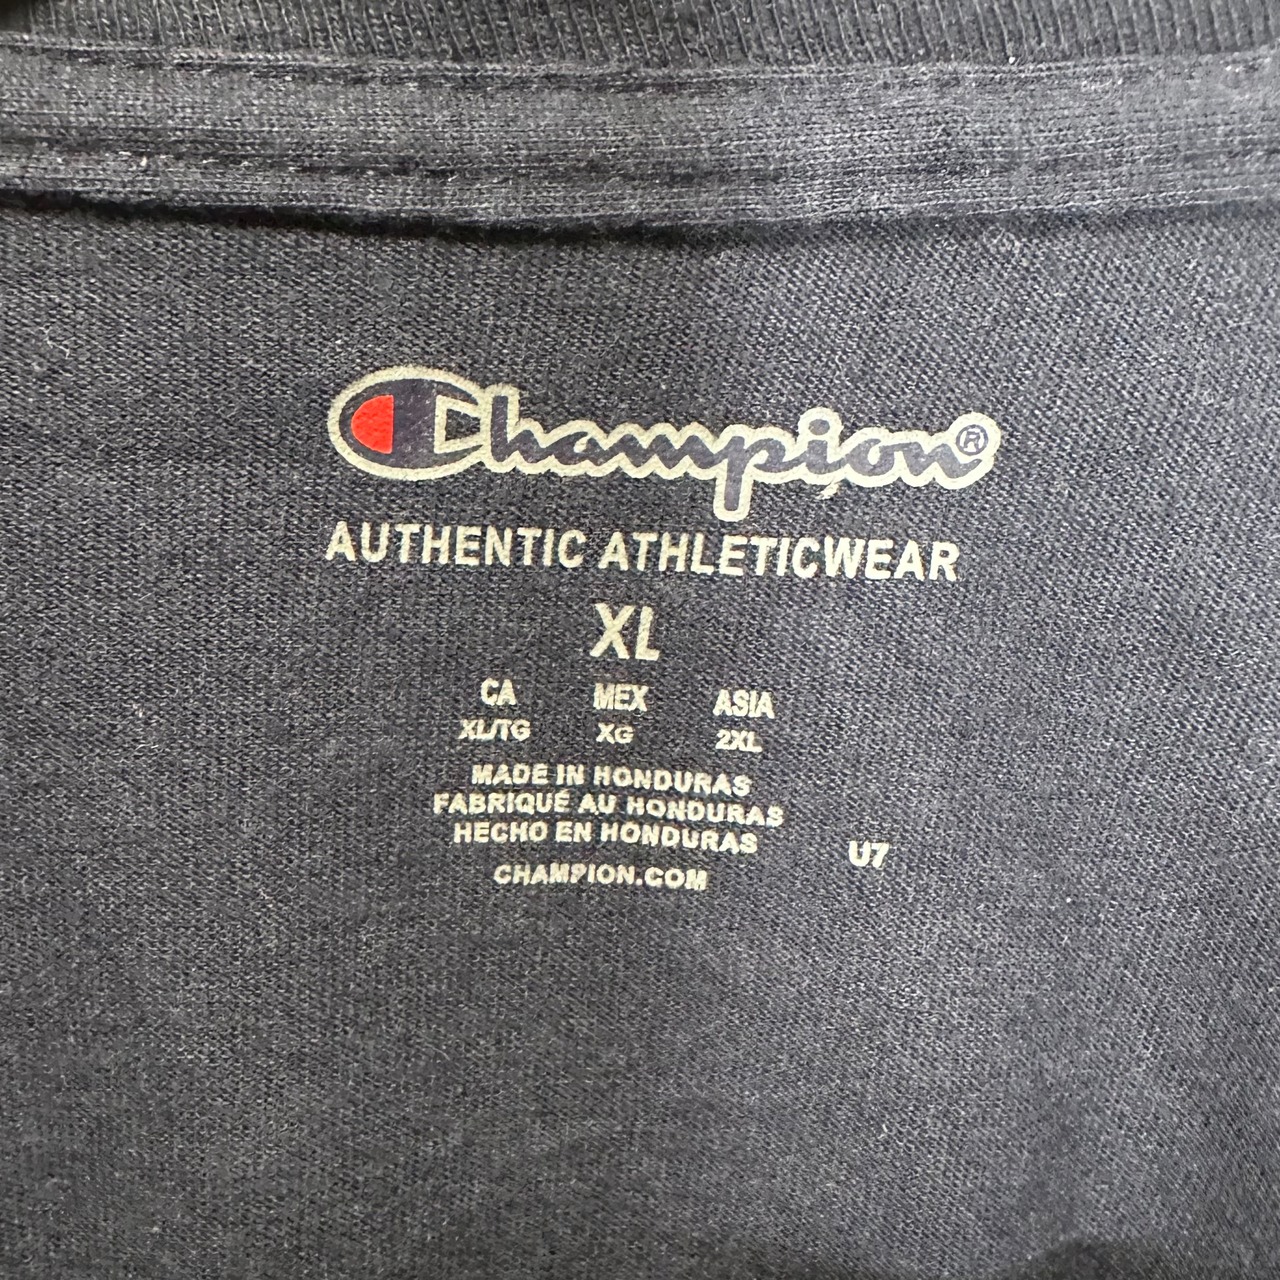 Champion®
AUTHENTIC ATHLETICWEAR
XL
CA MEX ASIA
XL/TG XG 2XL
MADE IN HONDURAS
FABRIQUÉ AU HONDURAS
HECHO EN HONDURAS
U7
CHAMPION.COM